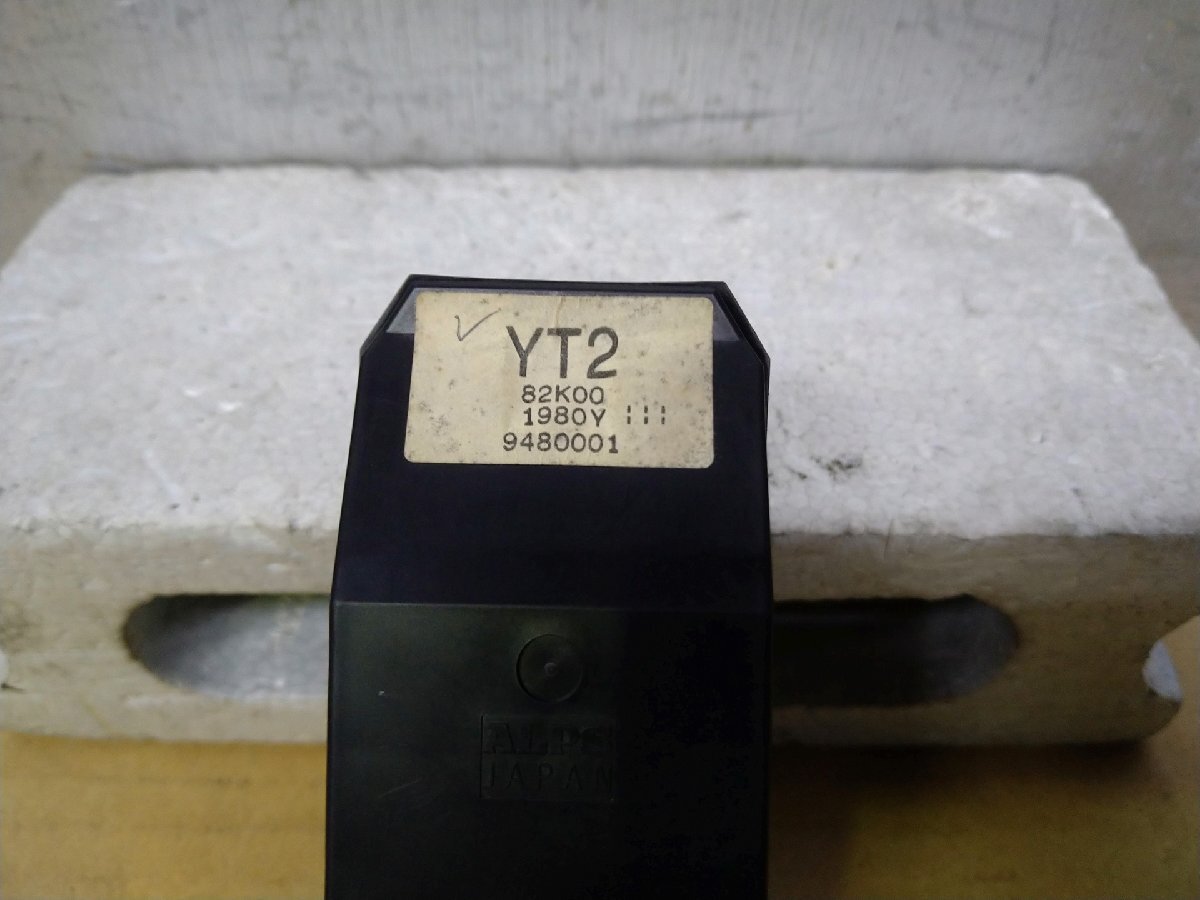 YT2
82K00
1980Y
9480001
ALPS
JAPAN